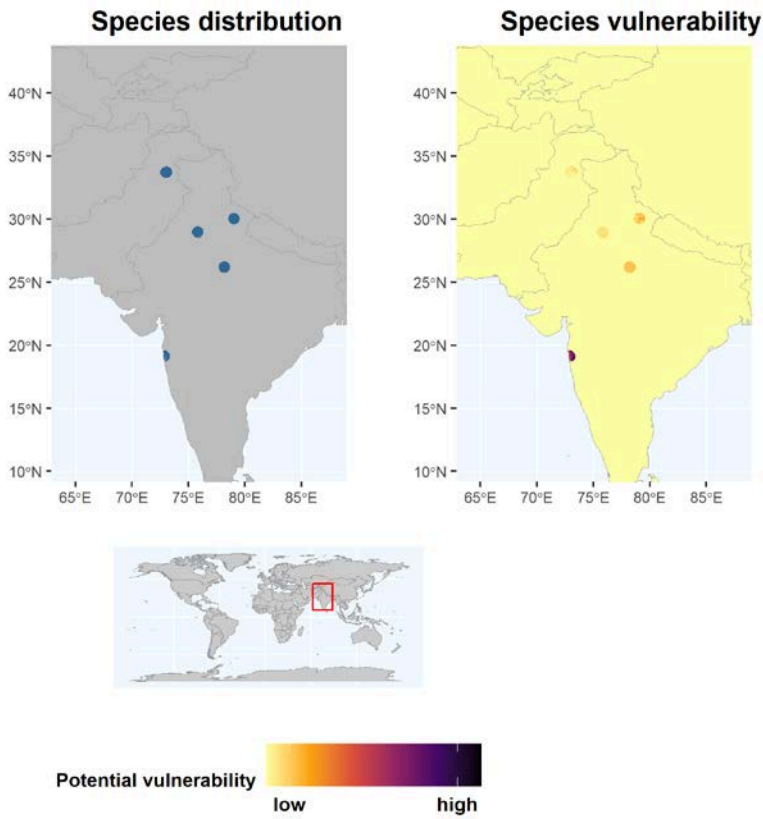 Species distribution
Species vulnerability
40°N
35°N
30°N
25°N
20°N
15°N
10°N
65°E 70°E 75°E 80°E 85°E
40°N
35°N
30°N
25°N
20°N
15°N
10°N
65°E 70°E 75°E 80°E 85°E
Potential vulnerability
low high